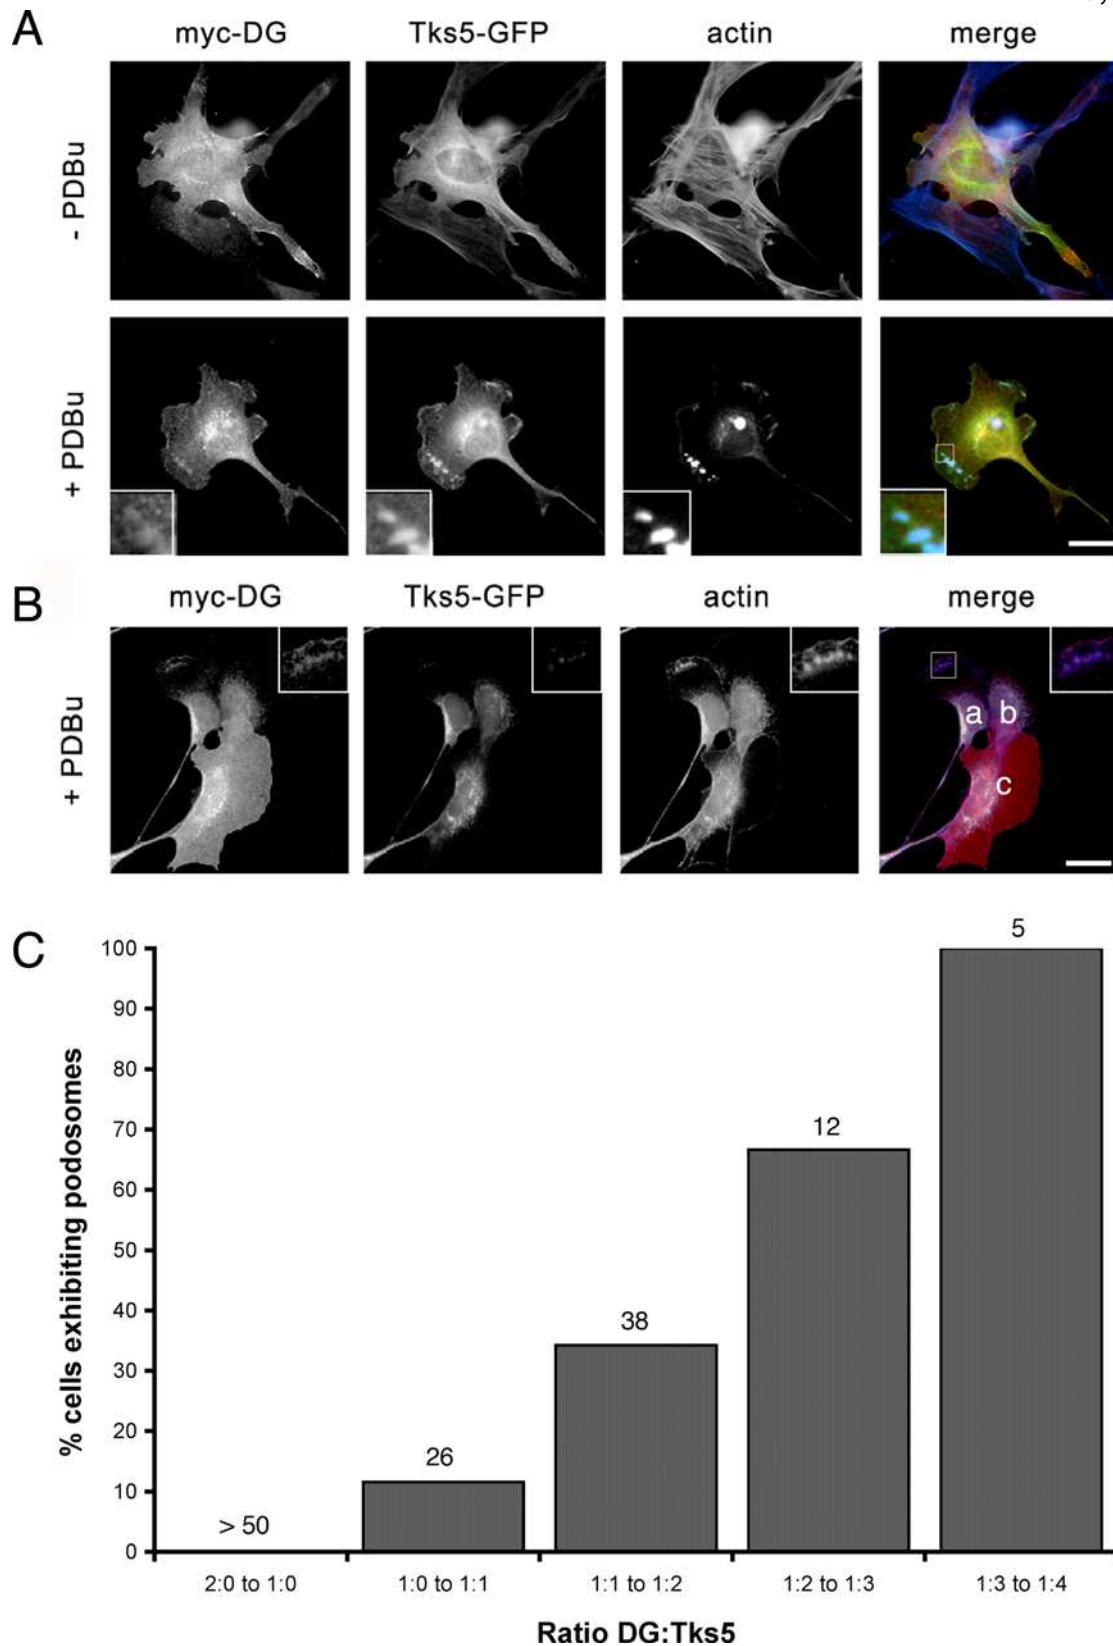 A
myc-DG Tks5-GFP actin merge
- PDBu
+ PDBu
B
myc-DG Tks5-GFP actin merge
+ PDBu
a b
c
C
% cells exhibiting podosomes
100
90
80
70
60
50
40
30
20
10
0
> 50
26
38
12
5
2:0 to 1:0 1:0 to 1:1 1:1 to 1:2 1:2 to 1:3 1:3 to 1:4
Ratio DG:Tks5